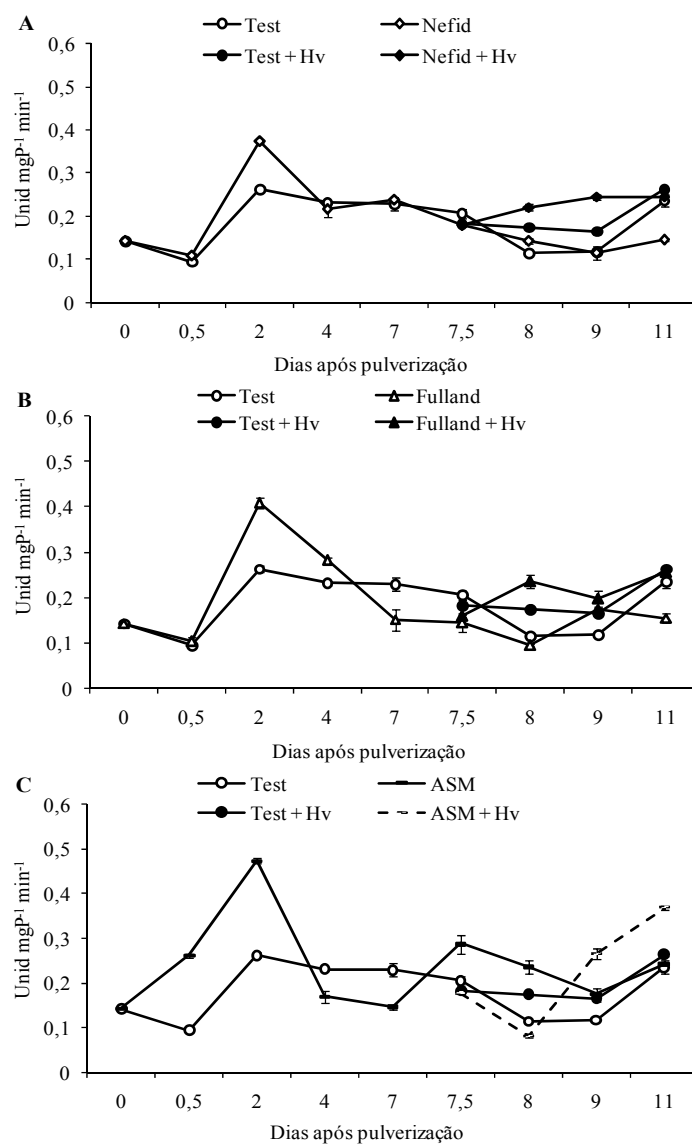 A
Test
Nefid
Test + Hv
Nefid + Hv
Unid mgP-1 min-1
0,6
0,5
0,4
0,3
0,2
0,1
0
0 0,5 2 4 7 7,5 8 9 11
Dias após pulverização
B
Test
Fulland
Test + Hv
Fulland + Hv
Unid mgP-1 min-1
0,6
0,5
0,4
0,3
0,2
0,1
0
0 0,5 2 4 7 7,5 8 9 11
Dias após pulverização
C
Test
ASM
Test + Hv
ASM + Hv
Unid mgP-1 min-1
0,6
0,5
0,4
0,3
0,2
0,1
0
0 0,5 2 4 7 7,5 8 9 11
Dias após pulverização